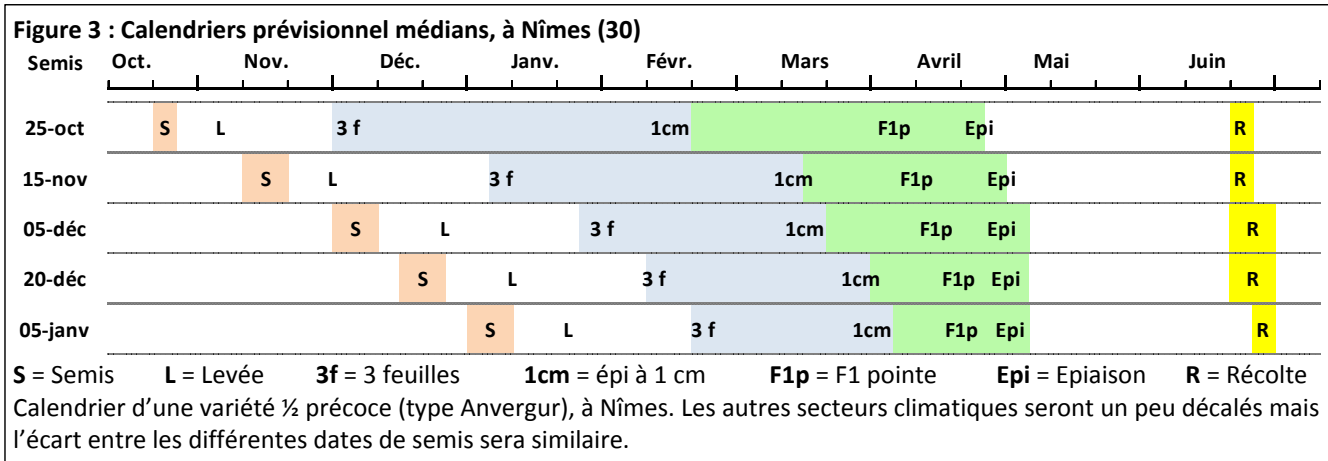 Figure 3 : Calendriers prévisionnel médians, à Nîmes (30)
Semis Oct. Nov. Déc. Janv. Févr. Mars Avril Mai Juin
25-oct S L 3 f 1cm F1p Epi R
15-nov S L 3 f 1cm F1p Epi R
05-déc S L 3 f 1cm F1p Epi R
20-déc S L 3 f 1cm F1p Epi R
05-janv S L 3 f 1cm F1p Epi R
S = Semis L = Levée 3f = 3 feuilles 1cm = épi à 1 cm F1p = F1 pointe Epi = Epiaison R = Récolte
Calendrier d'une variété ½ précoce (type Anvergur), à Nîmes. Les autres secteurs climatiques seront un peu décalés mais
l'écart entre les différentes dates de semis sera similaire.